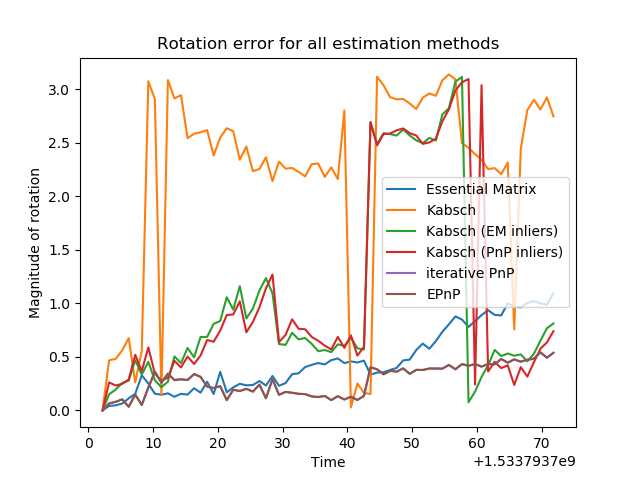 Rotation error for all estimation methods
Magnitude of rotation
3.0
2.5
2.0
1.5
1.0
0.5
0.0
Essential Matrix
Kabsch
Kabsch (EM inliers)
Kabsch (PnP inliers)
iterative PnP
EPnP
0 10 20 30 40 50 60 70
Time
+1.5337937e9